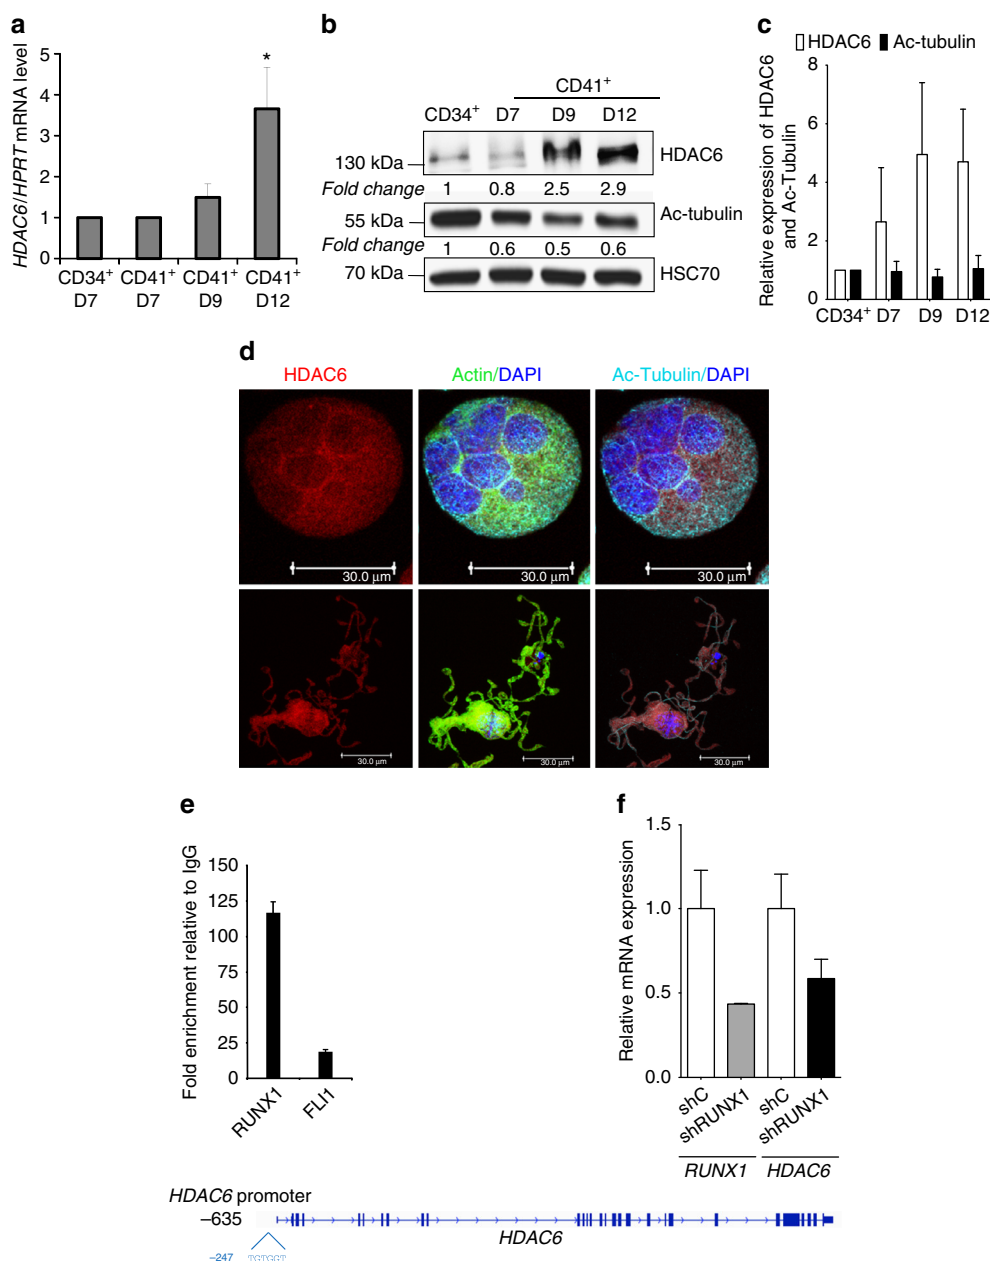 a
HDAC6/HPRT mRNA level
5
4
3
2
1
0
*
CD34+ CD41+ CD41+ CD41+
D7 D7 D9 D12
b
CD41+
CD34+ D7 D9 D12
130 kDa HDAC6
Fold change 1 0.8 2.5 2.9
55 kDa Ac-tubulin
Fold change 1 0.6 0.5 0.6
70 kDa HSC70
c
HDAC6 Ac-tubulin
Relative expression of HDAC6
and Ac-Tubulin
8
6
4
2
0
CD34+ D7 D9 D12
d
HDAC6 Actin/DAPI Ac-Tubulin/DAPI
30.0 µm 30.0 µm 30.0 µm
30.0 µm 30.0 µm 30.0 µm
e
Fold enrichment relative to IgG
150
125
100
75
50
25
0
RUNX1 FLI1
f
Relative mRNA expression
1.5
1.0
0.5
0.0
shC shRUNX1 shC shRUNX1
RUNX1 HDAC6
HDAC6 promoter
–635
HDAC6
–247 TGTGGT